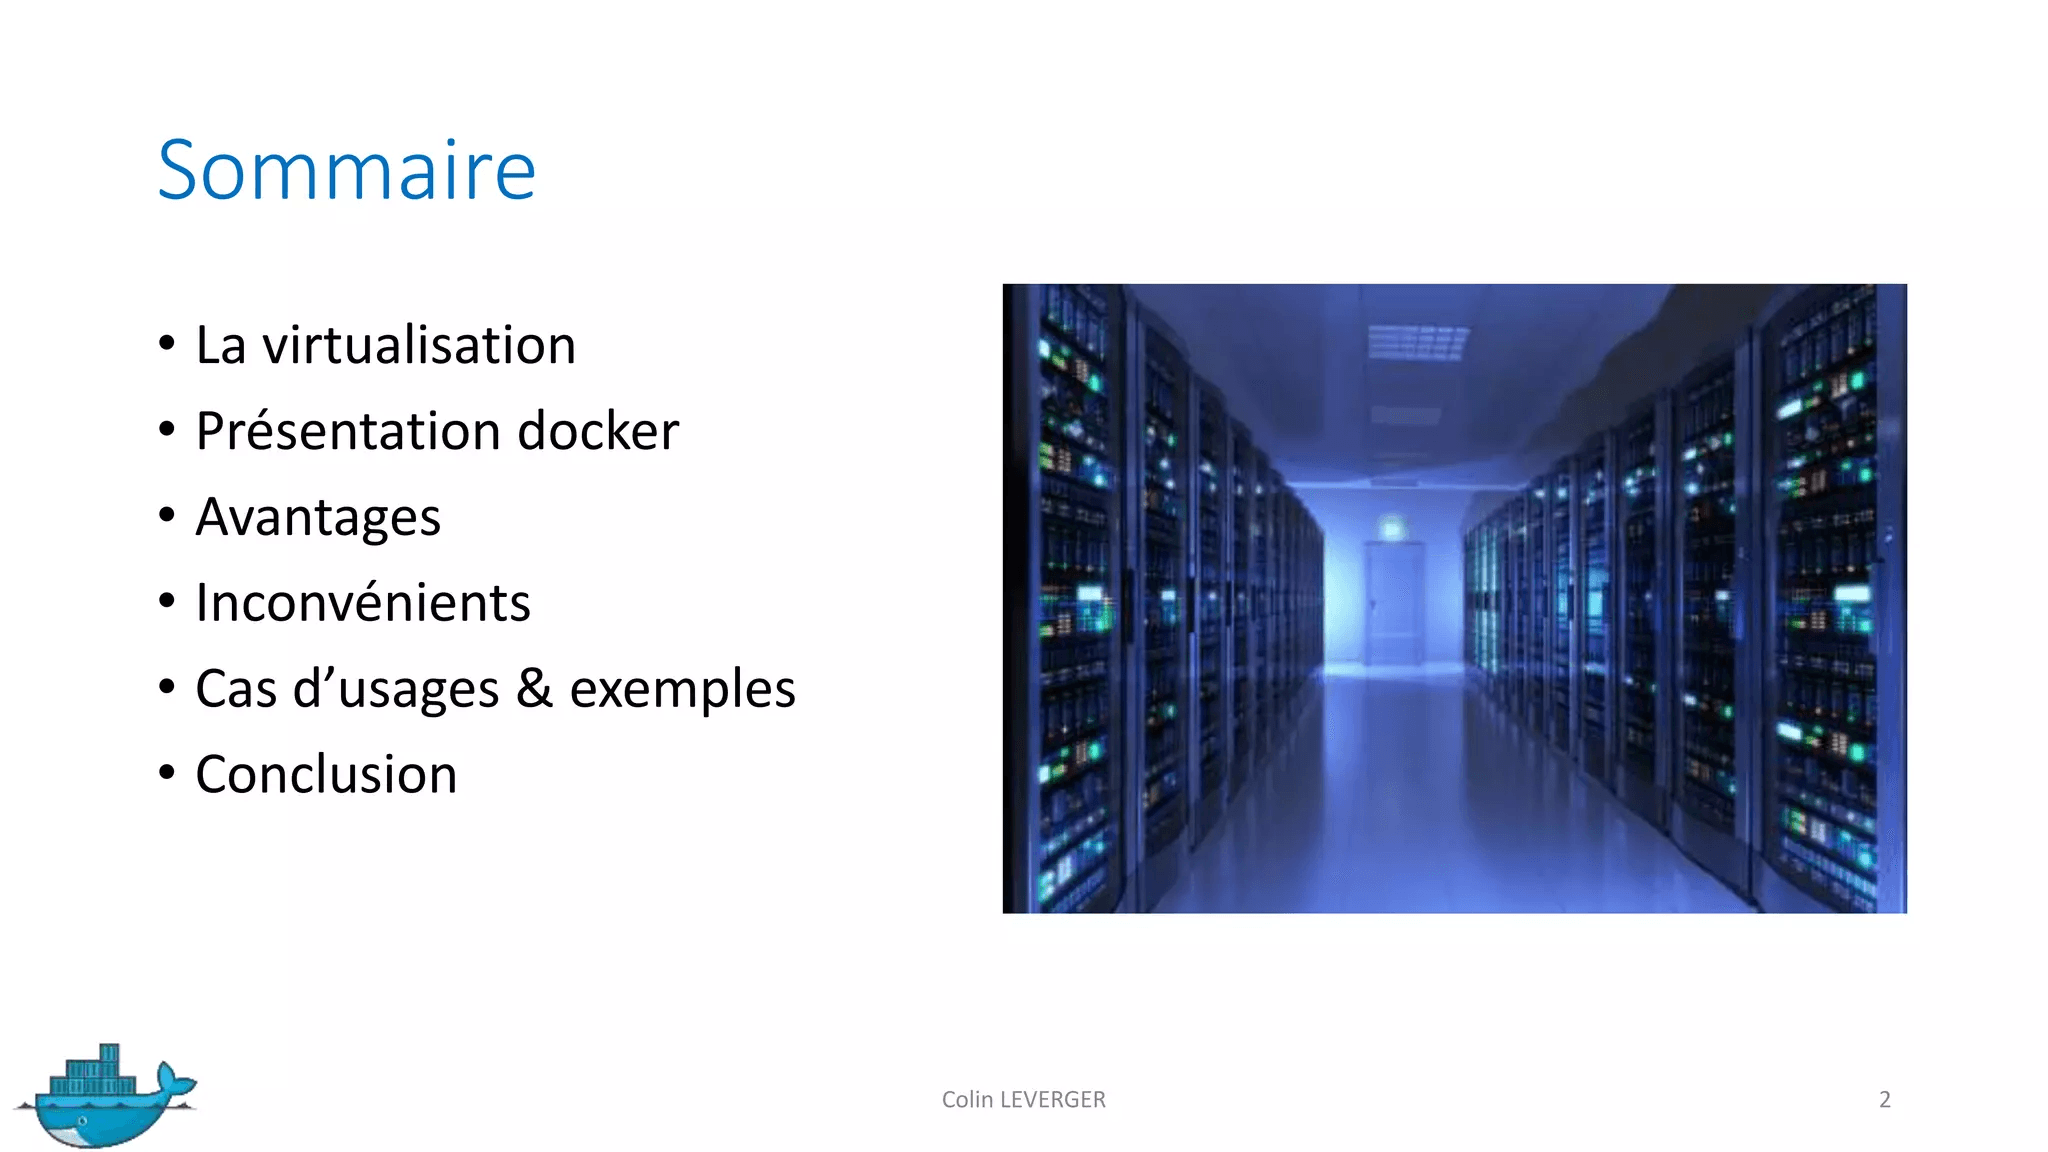 Sommaire
• La virtualisation
• Présentation docker
• Avantages
• Inconvénients
• Cas d’usages & exemples
• Conclusion
Colin LEVERGER
2